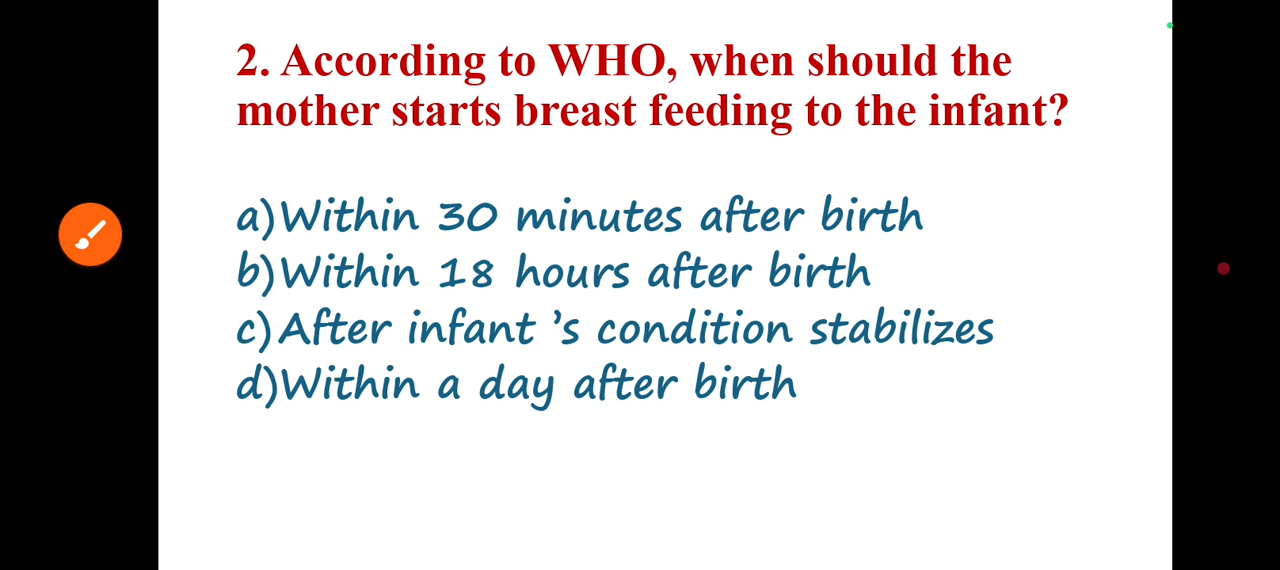 2. According to WHO, when should the
mother starts breast feeding to the infant?
a)Within 30 minutes after birth
b)Within 18 hours after birth
c)After infant 's condition stabilizes
d)Within a day after birth